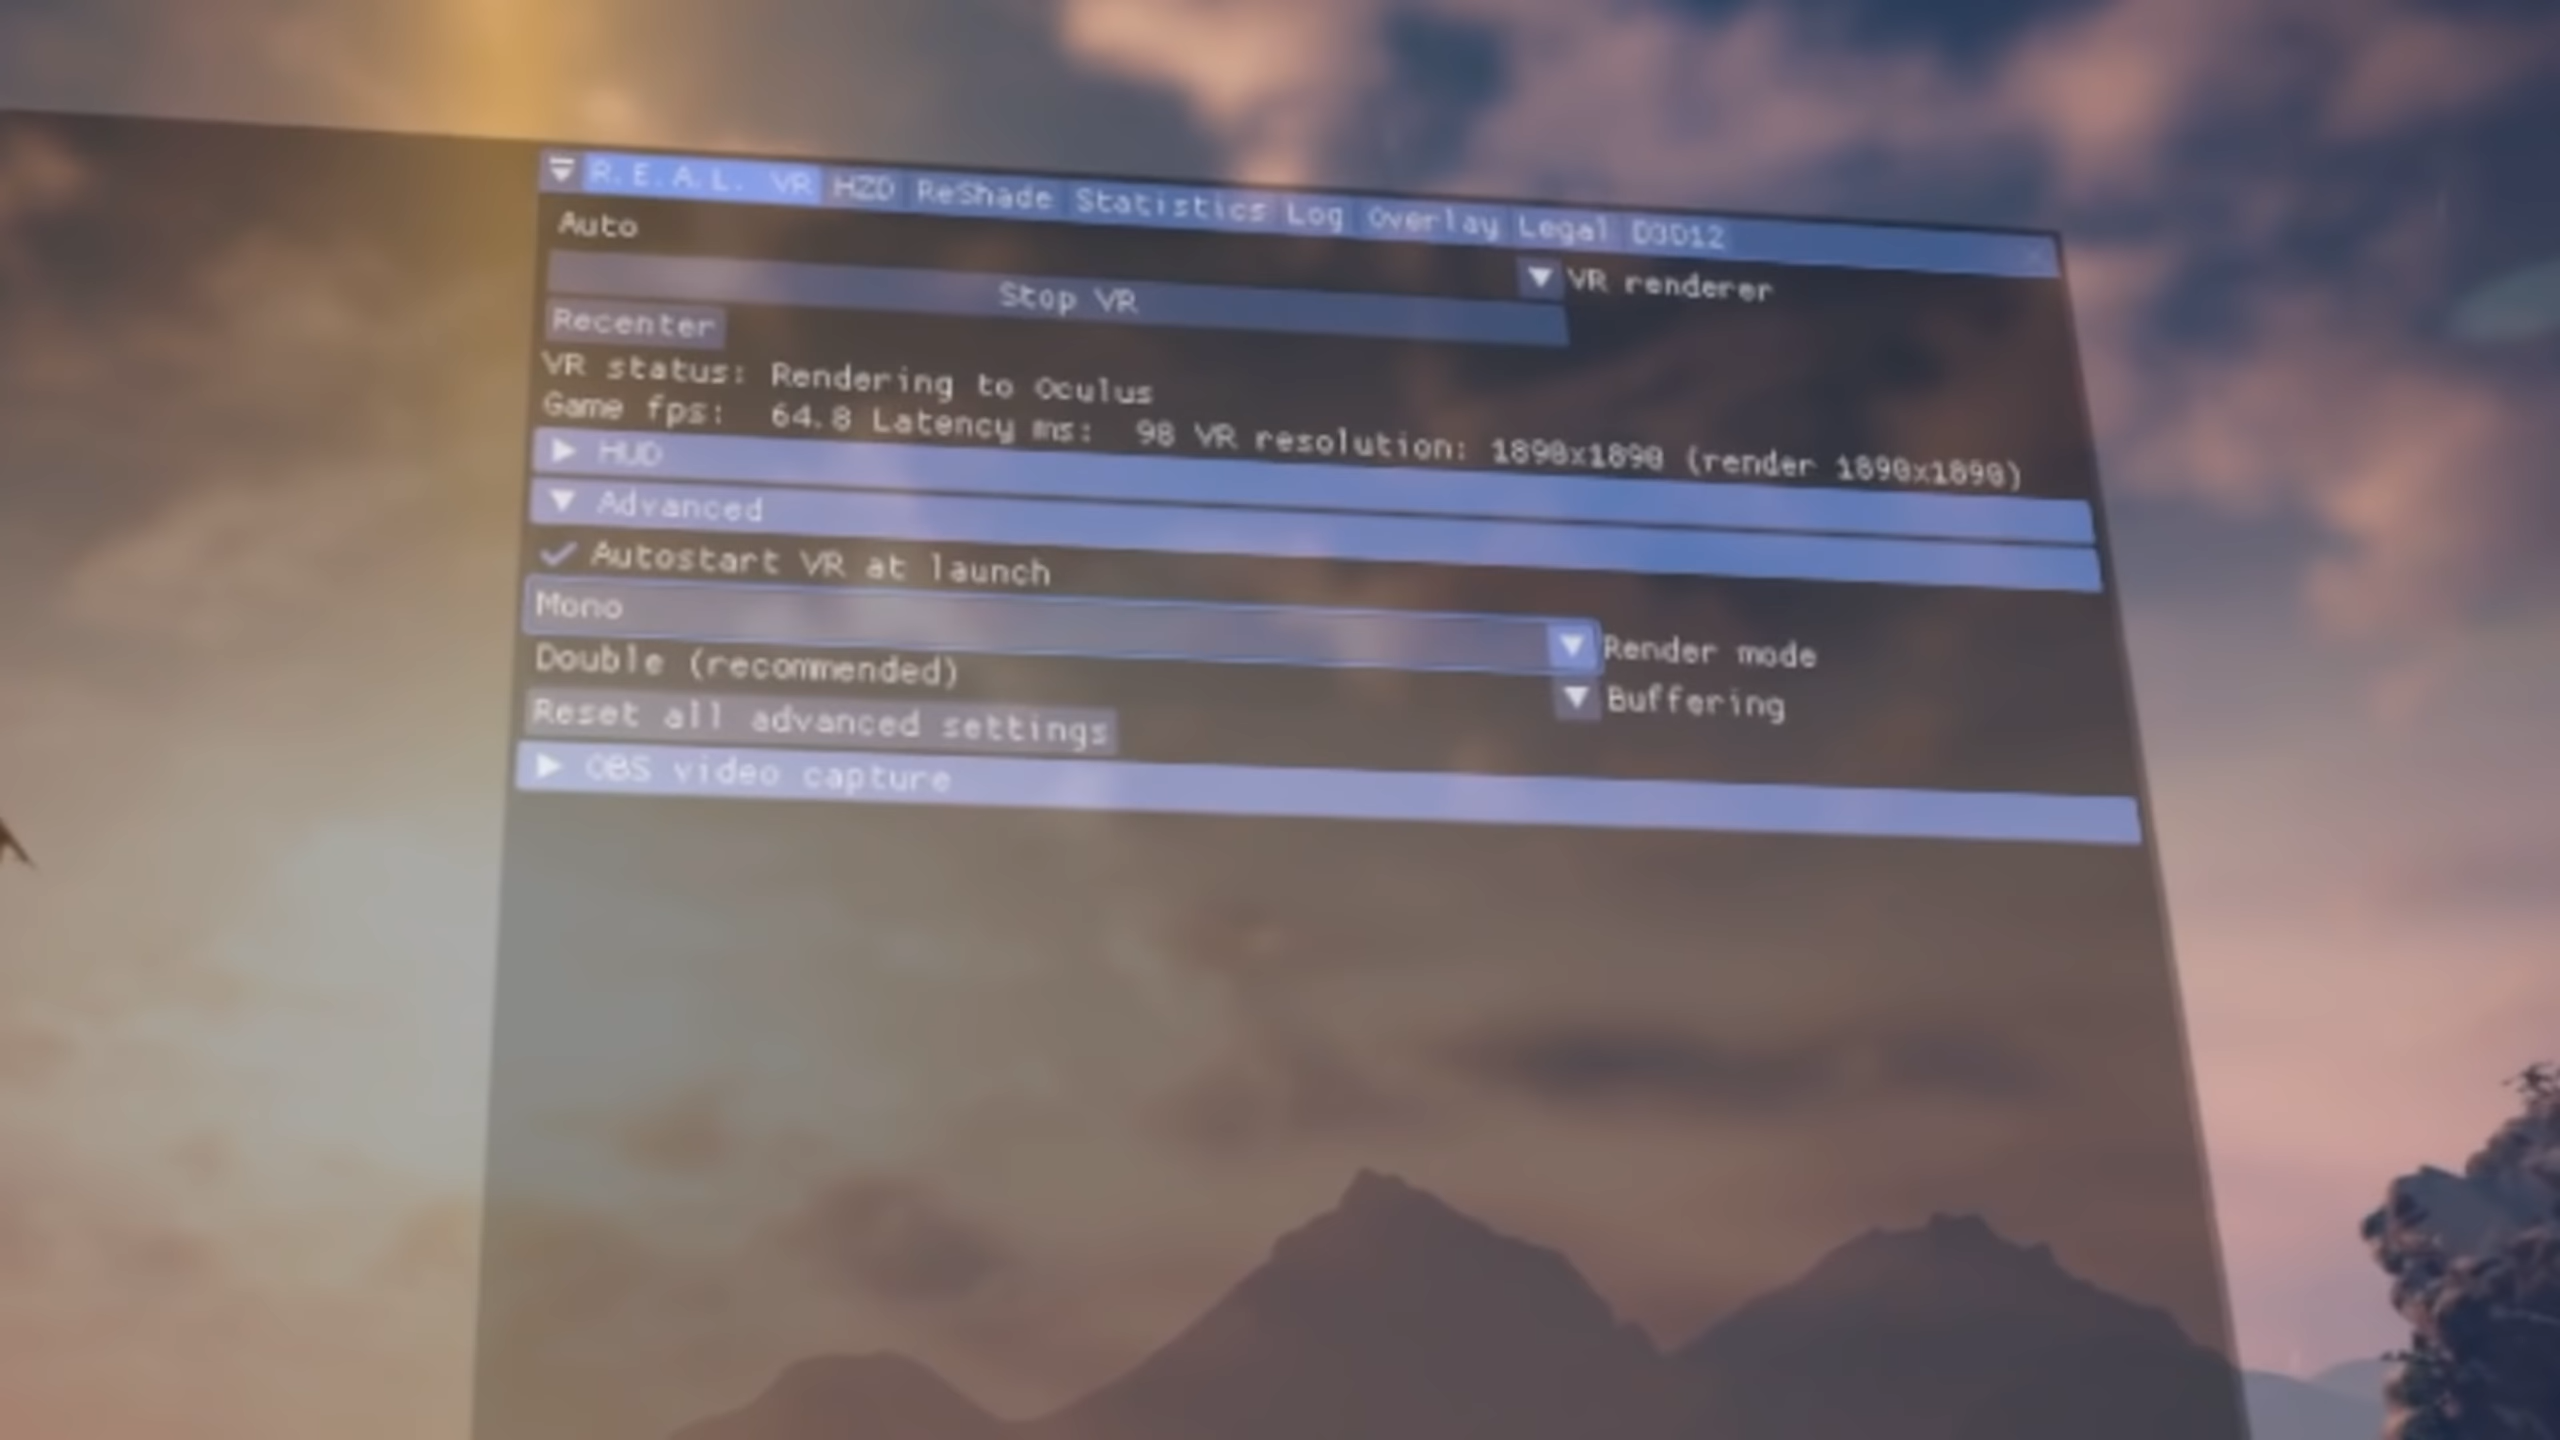 R.E.A.L. VR HZD ReShade Statistics Log Overlay Legal D3D12
Auto VR renderer
Stop VR
Recenter
VR status: Rendering to Oculus
Game fps: 64.8 Latency ms: 98 VR resolution: 1890x1890 (render 1890x1890)
HUD
Advanced
Autostart VR at launch
Mono Render mode
Double (recommended) Buffering
Reset all advanced settings
OBS video capture